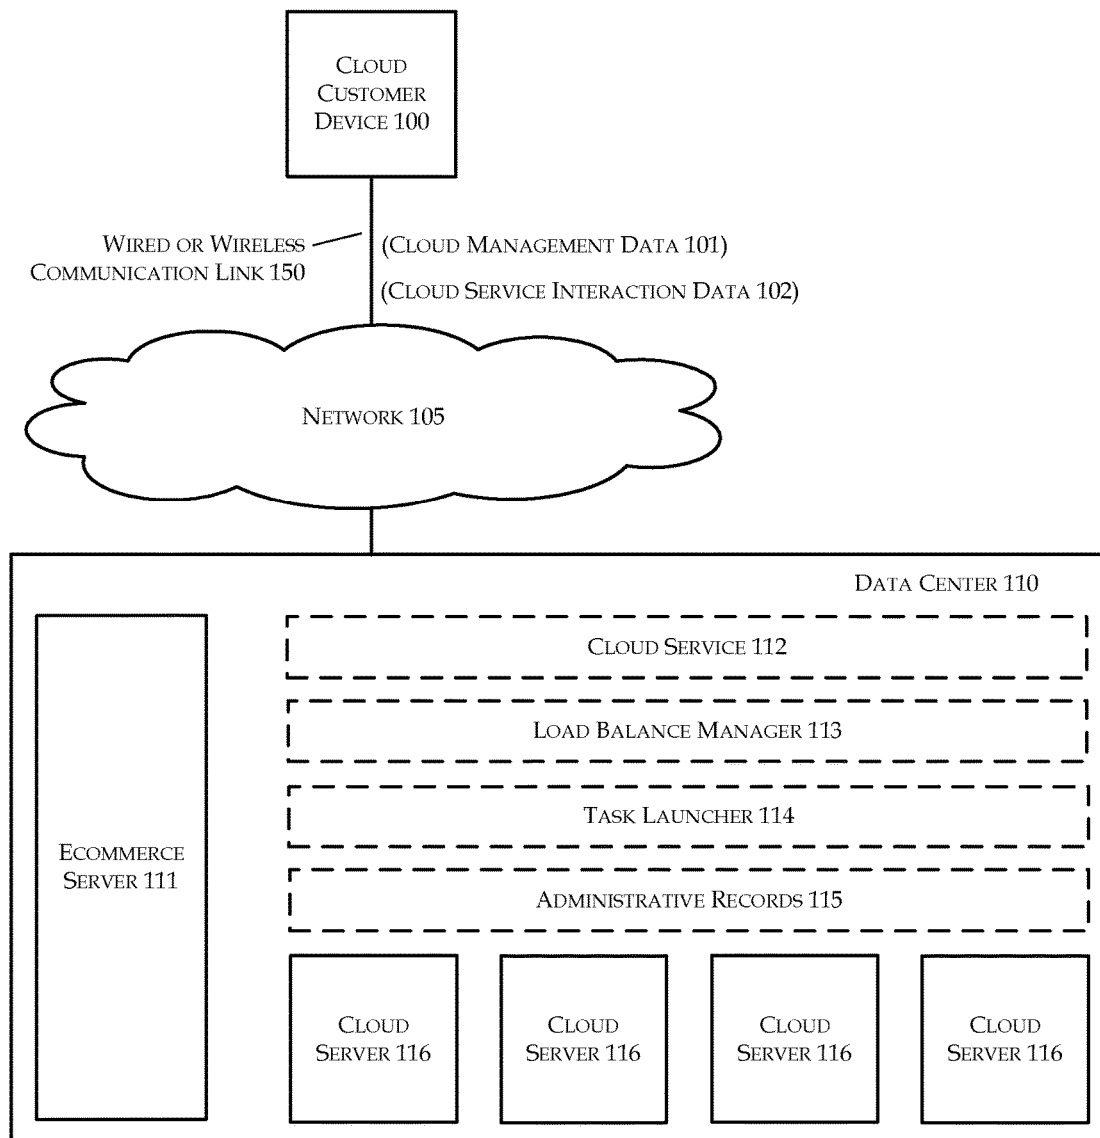 CLOUD
CUSTOMER
DEVICE 100
WIRED OR WIRELESS
COMMUNICATION LINK 150
(CLOUD MANAGEMENT DATA 101)
(CLOUD SERVICE INTERACTION DATA 102)
NETWORK 105
DATA CENTER 110
ECOMMERCE
SERVER 111
CLOUD SERVICE 112
LOAD BALANCE MANAGER 113
TASK LAUNCHER 114
ADMINISTRATIVE RECORDS 115
CLOUD
SERVER 116
CLOUD
SERVER 116
CLOUD
SERVER 116
CLOUD
SERVER 116